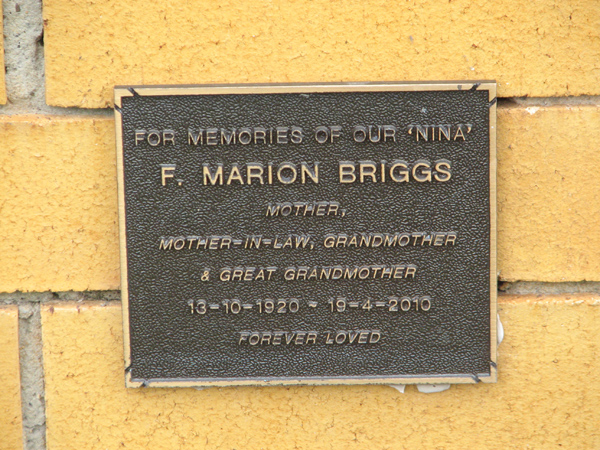 FOR MEMORIES OF OUR 'NINA'
F. MARION BRIGGS
MOTHER,
MOTHER-IN-LAW, GRANDMOTHER
& GREAT GRANDMOTHER
13-10-1920 ~ 19-4-2010
FOREVER LOVED